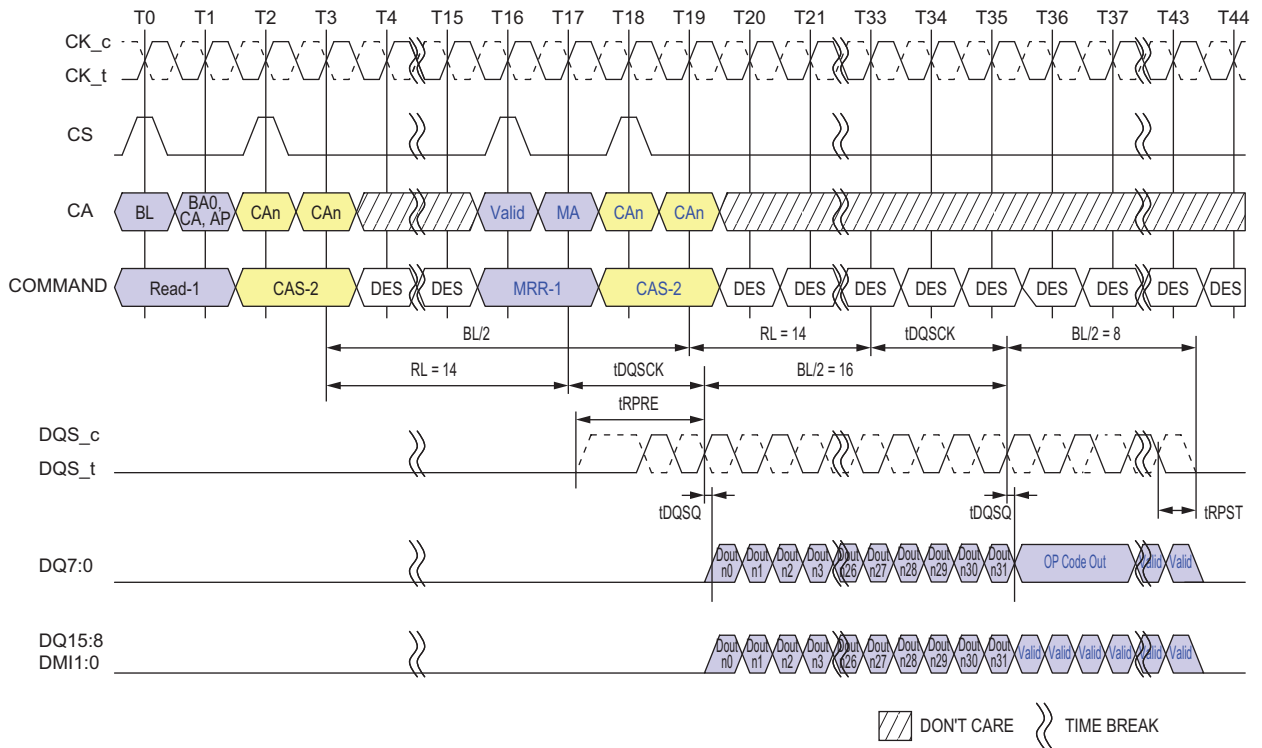 T0 T1 T2 T3 T4 T15 T16 T17 T18 T19 T20 T21 T33 T34 T35 T36 T37 T43 T44
CK_c
CK_t
CS
CA BL BA0, CA, AP CAn CAn Valid MA CAn CAn
COMMAND Read-1 CAS-2 DES DES MRR-1 CAS-2 DES DES DES DES DES DES DES DES DES
BL/2 RL = 14 tDQSCK BL/2 = 8
RL = 14 tDQSCK BL/2 = 16
tRPRE
DQS_c
DQS_t
tDQSQ tDQSQ tRPST
DQ7:0 Dout n0 Dout n1 Dout n2 Dout n3 Dout n26 Dout n27 Dout n28 Dout n29 Dout n30 Dout n31 OP Code Out Valid Valid
DQ15:8
DMI1:0 Dout n0 Dout n1 Dout n2 Dout n3 Dout n26 Dout n27 Dout n28 Dout n29 Dout n30 Dout n31 Valid Valid Valid Valid Valid Valid
DON'T CARE TIME BREAK